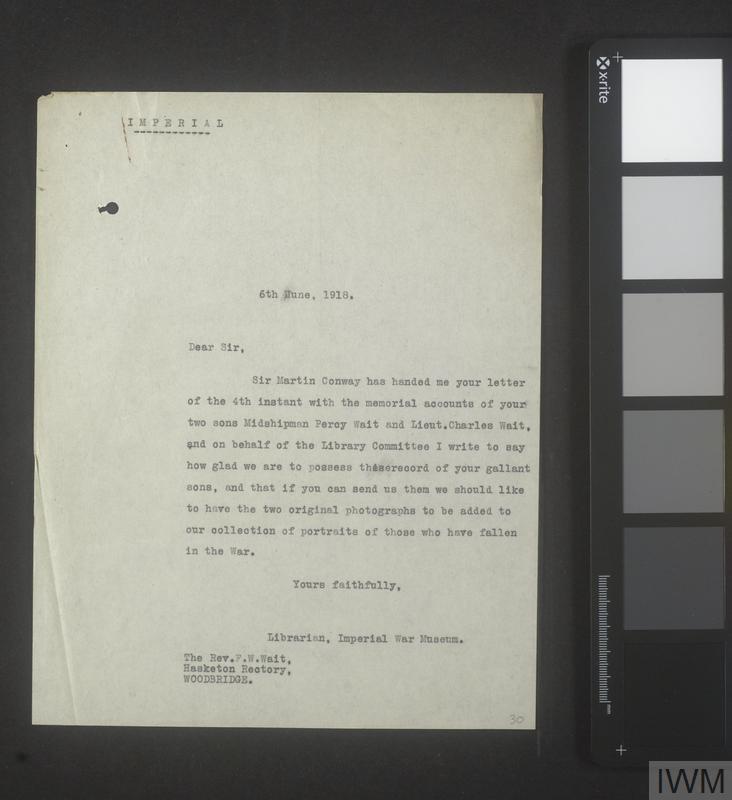 I M P E R I A L
6th June, 1918.
Dear Sir,
Sir Martin Conway has handed me your letter
of the 4th instant with the memorial accounts of your
two sons Midshipman Percy Wait and Lieut.Charles Wait,
and on behalf of the Library Committee I write to say
how glad we are to possess theserecord of your gallant
sons, and that if you can send us them we should like
to have the two original photographs to be added to
our collection of portraits of those who have fallen
in the War.
Yours faithfully,
Librarian, Imperial War Museum.
The Rev.F.W.Wait,
Hasketon Rectory,
WOODBRIDGE.
30
x-rite
mm
IWM